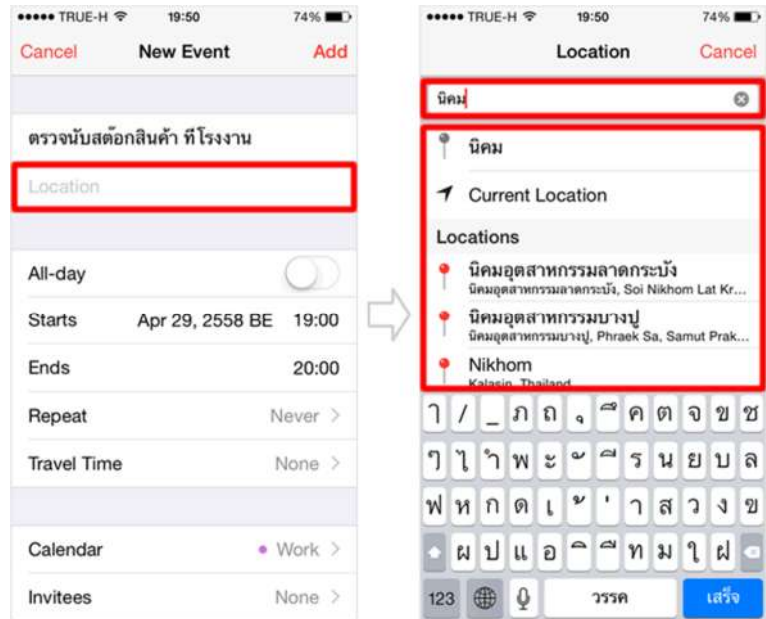 TRUE-H 19:50 74%
Cancel New Event Add
ตรวจนับสต๊อกสินค้า ที่โรงงาน
Location
All-day
Starts Apr 29, 2558 BE 19:00
Ends 20:00
Repeat Never >
Travel Time None >
Calendar • Work >
Invitees None >
TRUE-H 19:50 74%
Location Cancel
นิคม
นิคม
Current Location
Locations
นิคมอุตสาหกรรมลาดกระบัง
นิคมอุตสาหกรรมลาดกระบัง, Soi Nikhom Lat Kr...
นิคมอุตสาหกรรมบางปู
นิคมอุตสาหกรรมบางปู, Phraek Sa, Samut Prak...
Nikhom
Kalasin, Thailand
ๅ / _ ภ ถ ุ ึ ค ต จ ข ช
ๆ ไ ำ พ ะ ั ี ร น ย บ ล
ฟ ห ก ด เ ้ ่ า ส ว ง ฃ
ผ ป แ อ ิ ื ท ม ใ ฝ
123 วรรค เสร็จ